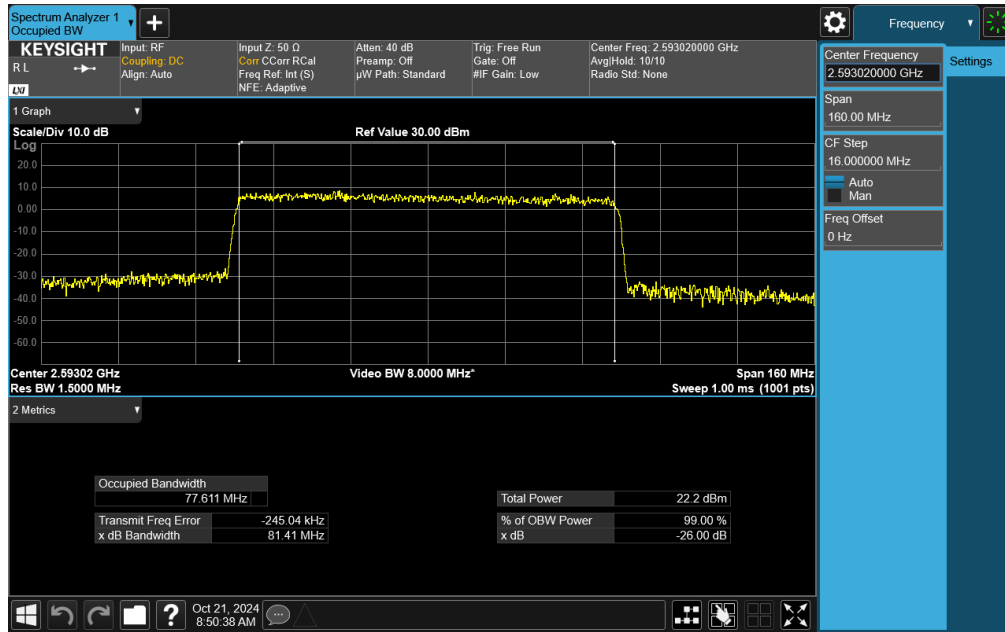 Spectrum Analyzer 1
Occupied BW
Frequency
KEYSIGHT
R L
LXI
Input: RF
Coupling: DC
Align: Auto
Input Z: 50 Ω
Corr CCorr RCal
Freq Ref: Int (S)
NFE: Adaptive
Atten: 40 dB
Preamp: Off
µW Path: Standard
Trig: Free Run
Gate: Off
#IF Gain: Low
Center Freq: 2.593020000 GHz
Avg|Hold: 10/10
Radio Std: None
Center Frequency
2.593020000 GHz
Settings
Span
160.00 MHz
CF Step
16.000000 MHz
Auto
Man
Freq Offset
0 Hz
1 Graph
Scale/Div 10.0 dB
Ref Value 30.00 dBm
Log
20.0
10.0
0.00
-10.0
-20.0
-30.0
-40.0
-50.0
-60.0
Center 2.59302 GHz
Video BW 8.0000 MHz*
Span 160 MHz
Res BW 1.5000 MHz
Sweep 1.00 ms (1001 pts)
2 Metrics
Occupied Bandwidth
77.611 MHz
Total Power 22.2 dBm
Transmit Freq Error -245.04 kHz
% of OBW Power 99.00 %
x dB Bandwidth 81.41 MHz
x dB -26.00 dB
?
Oct 21, 2024
8:50:38 AM